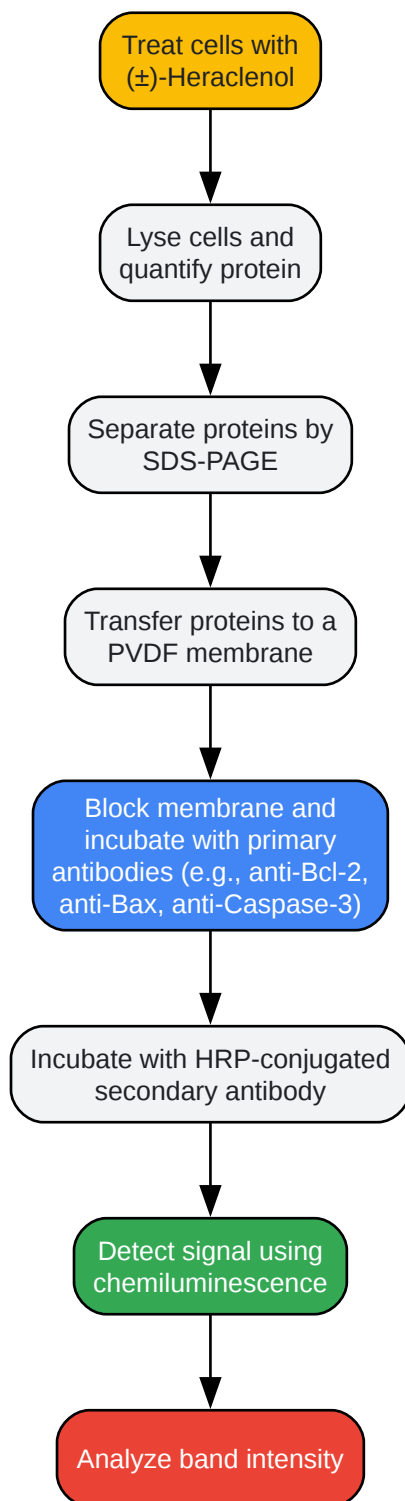 Treat cells with
(±)-Heraclenol
Lyse cells and
quantify protein
Separate proteins by
SDS-PAGE
Transfer proteins to a
PVDF membrane
Block membrane and
incubate with primary
antibodies (e.g., anti-Bcl-2,
anti-Bax, anti-Caspase-3)
Incubate with HRP-conjugated
secondary antibody
Detect signal using
chemiluminescence
Analyze band intensity